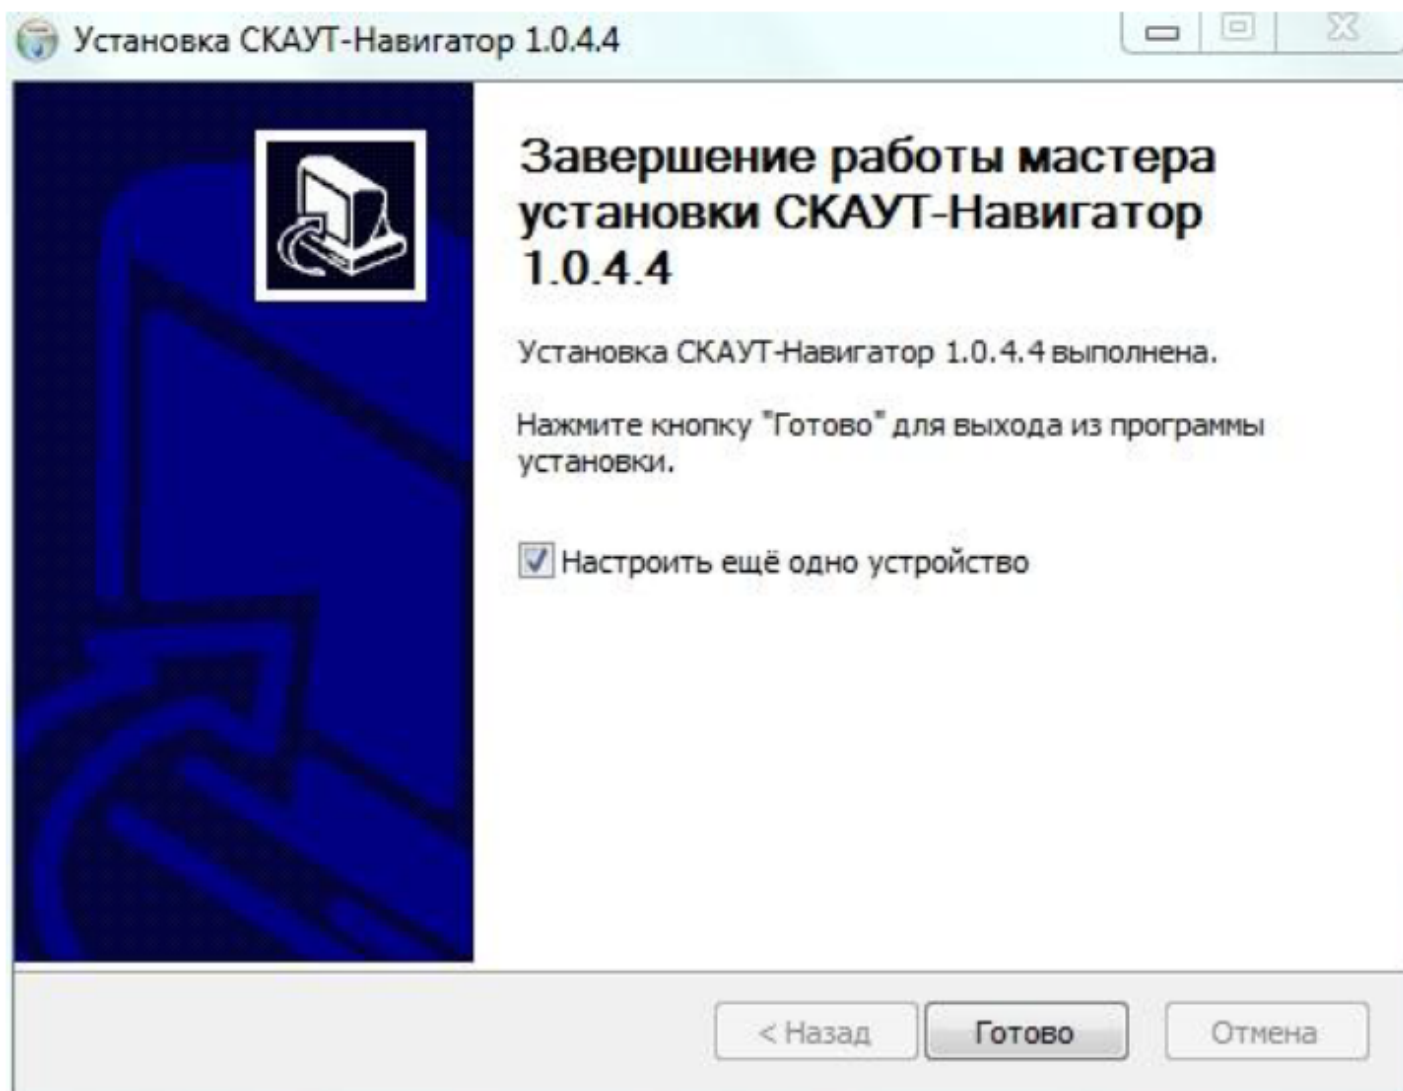 Установка СКАУТ-Навигатор 1.0.4.4
Завершение работы мастера
установки СКАУТ-Навигатор
1.0.4.4
Установка СКАУТ-Навигатор 1.0.4.4 выполнена.
Нажмите кнопку "Готово" для выхода из программы
установки.
Настроить ещё одно устройство
< Назад
Готово
Отмена